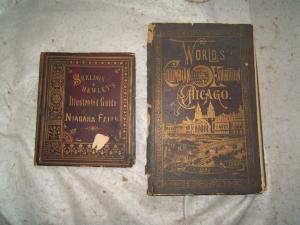 SHELDON
HAWLEY'S
Illustrated Guide
NIAGARA FALLS
WORLD'S
COLUMBIAN EXPOSITION
CHICAGO.